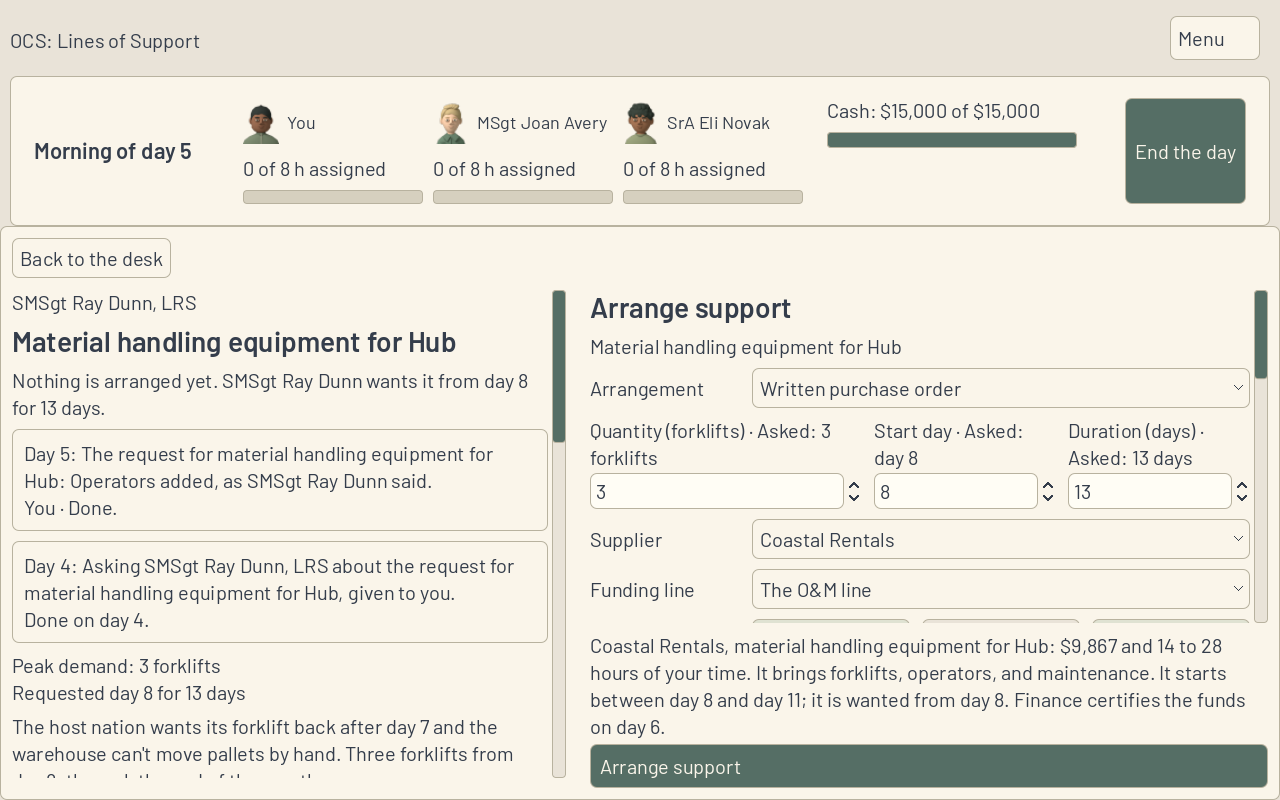 OCS: Lines of Support
Menu
Morning of day 5
You
0 of 8 h assigned
MSgt Joan Avery
0 of 8 h assigned
SrA Eli Novak
0 of 8 h assigned
Cash: $15,000 of $15,000
End the day
Back to the desk
SMSgt Ray Dunn, LRS
Material handling equipment for Hub
Nothing is arranged yet. SMSgt Ray Dunn wants it from day 8
for 13 days.
Day 5: The request for material handling equipment for
Hub: Operators added, as SMSgt Ray Dunn said.
You · Done.
Day 4: Asking SMSgt Ray Dunn, LRS about the request for
material handling equipment for Hub, given to you.
Done on day 4.
Peak demand: 3 forklifts
Requested day 8 for 13 days
The host nation wants its forklift back after day 7 and the
warehouse can't move pallets by hand. Three forklifts from
Arrange support
Material handling equipment for Hub
Arrangement
Written purchase order
Quantity (forklifts) · Asked: 3
forklifts
3
Start day · Asked:
day 8
8
Duration (days) ·
Asked: 13 days
13
Supplier
Coastal Rentals
Funding line
The O&M line
Coastal Rentals, material handling equipment for Hub: $9,867 and 14 to 28
hours of your time. It brings forklifts, operators, and maintenance. It starts
between day 8 and day 11; it is wanted from day 8. Finance certifies the funds
on day 6.
Arrange support